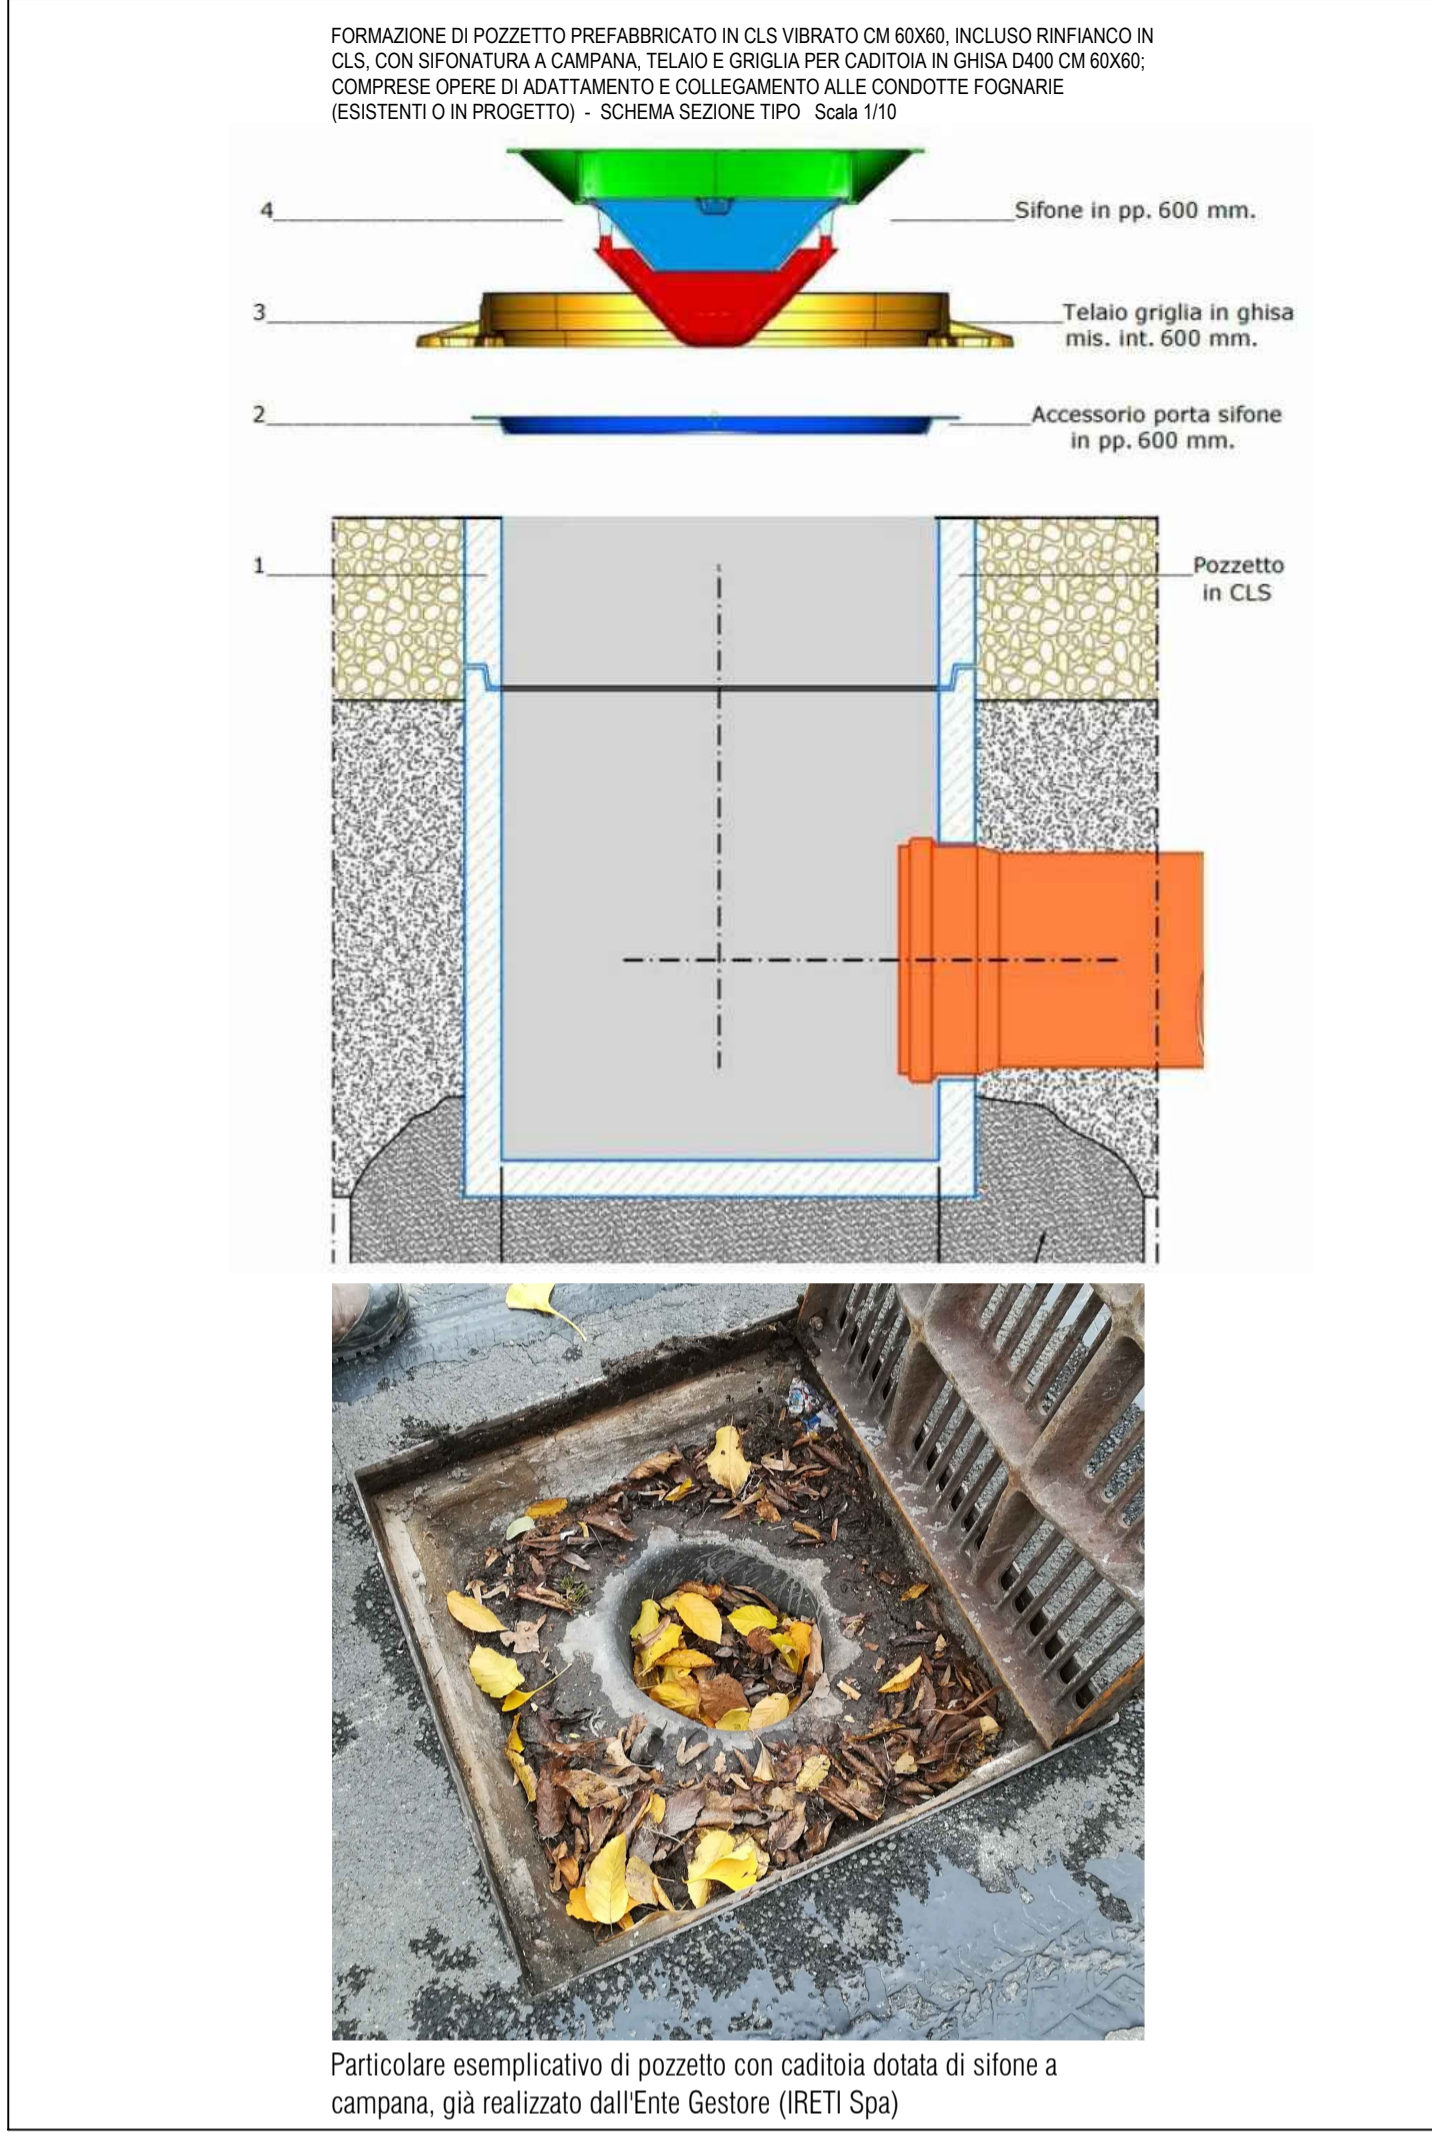 FORMAZIONE DI POZZETTO PREFABBRICATO IN CLS VIBRATO CM 60X60, INCLUSO RINFIANCO IN
CLS, CON SIFONATURA A CAMPANA, TELAIO E GRIGLIA PER CADITOIA IN GHISA D400 CM 60X60;
COMPRESE OPERE DI ADATTAMENTO E COLLEGAMENTO ALLE CONDOTTE FOGNARIE
(ESISTENTI O IN PROGETTO) - SCHEMA SEZIONE TIPO Scala 1/10
4 Sifone in pp. 600 mm.
3 Telaio griglia in ghisa
mis. int. 600 mm.
2 Accessorio porta sifone
in pp. 600 mm.
1 Pozzetto
in CLS
Particolare esemplicativo di pozzetto con caditoia dotata di sifone a
campana, già realizzato dall'Ente Gestore (IRETI Spa)